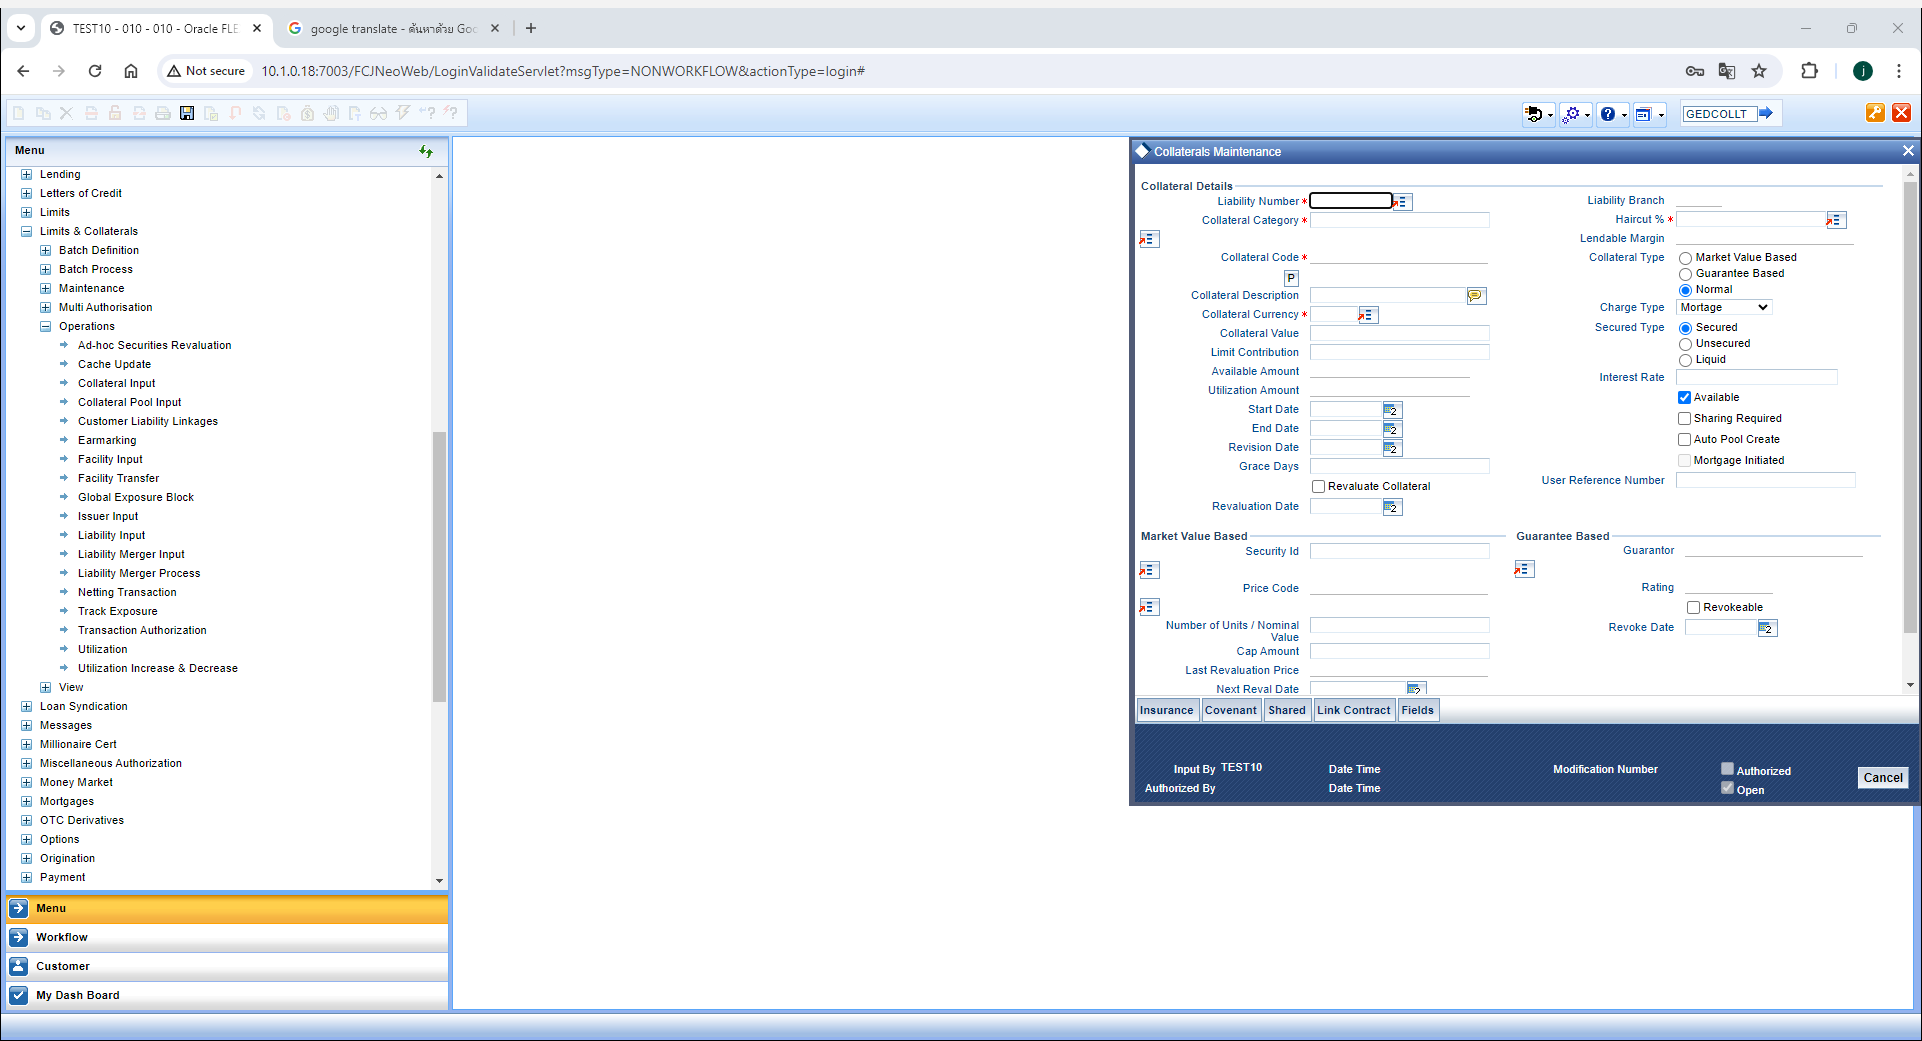 TEST10 - 010 - 010 - Oracle FLE
google translate - ค้นหาด้วย Goo
Not secure
10.1.0.18:7003/FCJNeoWeb/LoginValidateServlet?msgType=NONWORKFLOW&actionType=login#
j
GEDCOLLT
Menu
Lending
Letters of Credit
Limits
Limits & Collaterals
Batch Definition
Batch Process
Maintenance
Multi Authorisation
Operations
Ad-hoc Securities Revaluation
Cache Update
Collateral Input
Collateral Pool Input
Customer Liability Linkages
Earmarking
Facility Input
Facility Transfer
Global Exposure Block
Issuer Input
Liability Input
Liability Merger Input
Liability Merger Process
Netting Transaction
Track Exposure
Transaction Authorization
Utilization
Utilization Increase & Decrease
View
Loan Syndication
Messages
Millionaire Cert
Miscellaneous Authorization
Money Market
Mortgages
OTC Derivatives
Options
Origination
Payment
Menu
Workflow
Customer
My Dash Board
Collaterals Maintenance
Collateral Details
Liability Number *
Collateral Category *
Collateral Code *
P
Collateral Description
Collateral Currency *
Collateral Value
Limit Contribution
Available Amount
Utilization Amount
Start Date
End Date
Revision Date
Grace Days
Revaluate Collateral
Revaluation Date
Liability Branch
Haircut % *
Lendable Margin
Collateral Type
Market Value Based
Guarantee Based
Normal
Charge Type
Mortage
Secured Type
Secured
Unsecured
Liquid
Interest Rate
Available
Sharing Required
Auto Pool Create
Mortgage Initiated
User Reference Number
Market Value Based
Security Id
Price Code
Number of Units / Nominal
Value
Cap Amount
Last Revaluation Price
Next Reval Date
Guarantee Based
Guarantor
Rating
Revokeable
Revoke Date
Insurance Covenant Shared Link Contract Fields
Input By TEST10 Date Time Modification Number Authorized
Authorized By Date Time Open
Cancel